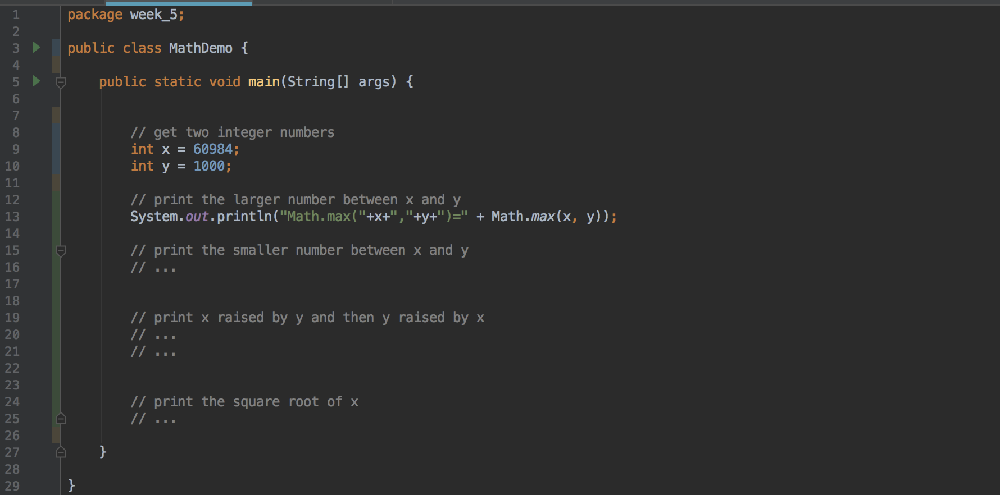 1 package week_5;
2
3 public class MathDemo {
4
5 public static void main(String[] args) {
6
7
8 // get two integer numbers
9 int x = 60984;
10 int y = 1000;
11
12 // print the larger number between x and y
13 System.out.println("Math.max("+x+","+y+")=" + Math.max(x, y));
14
15 // print the smaller number between x and y
16 // ...
17
18
19 // print x raised by y and then y raised by x
20 // ...
21 // ...
22
23
24 // print the square root of x
25 // ...
26
27 }
28
29 }